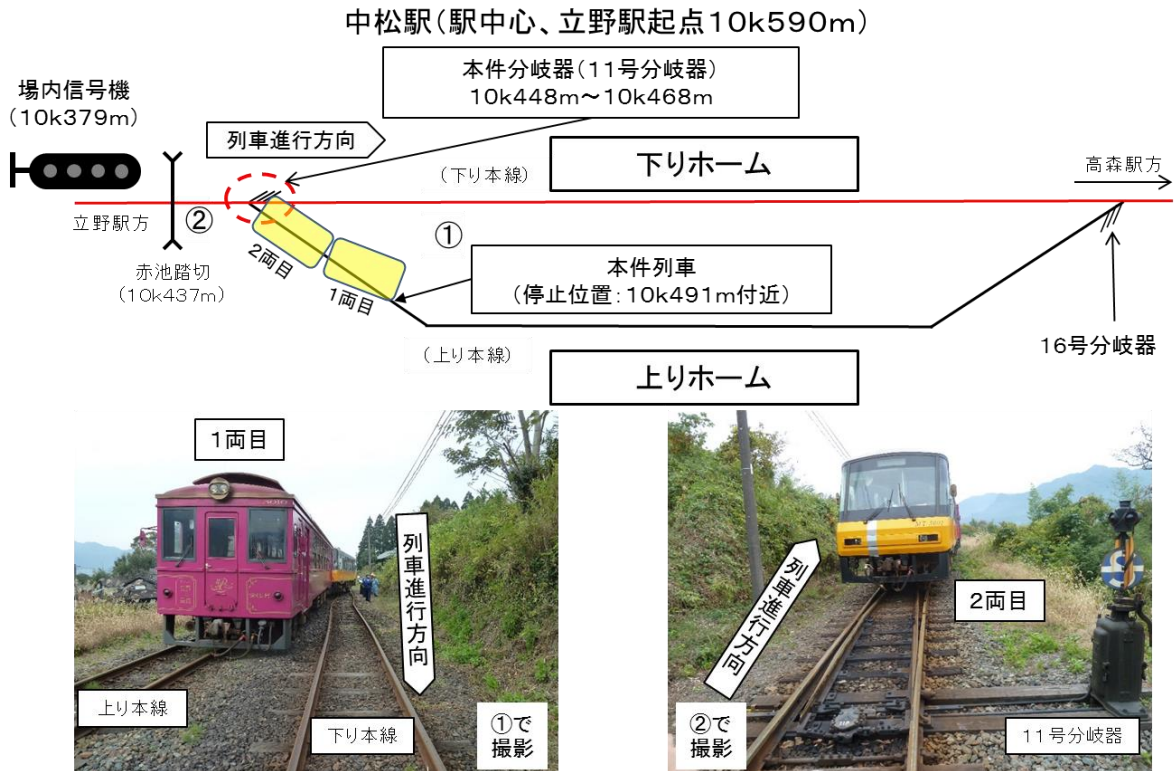 中松駅(駅中心、立野駅起点10k590m)
本件分岐器(11号分岐器)
10k448m～10k468m
場内信号機
(10k379m)
列車進行方向
(下り本線)
下りホーム
高森駅方
立野駅方
②
①
2両目
1両目
本件列車
(停止位置:10k491m付近)
赤池踏切
(10k437m)
(上り本線)
上りホーム
16号分岐器
1両目
列車進行方向
上り本線
下り本線
①で
撮影
列車進行方向
2両目
②で
撮影
11号分岐器